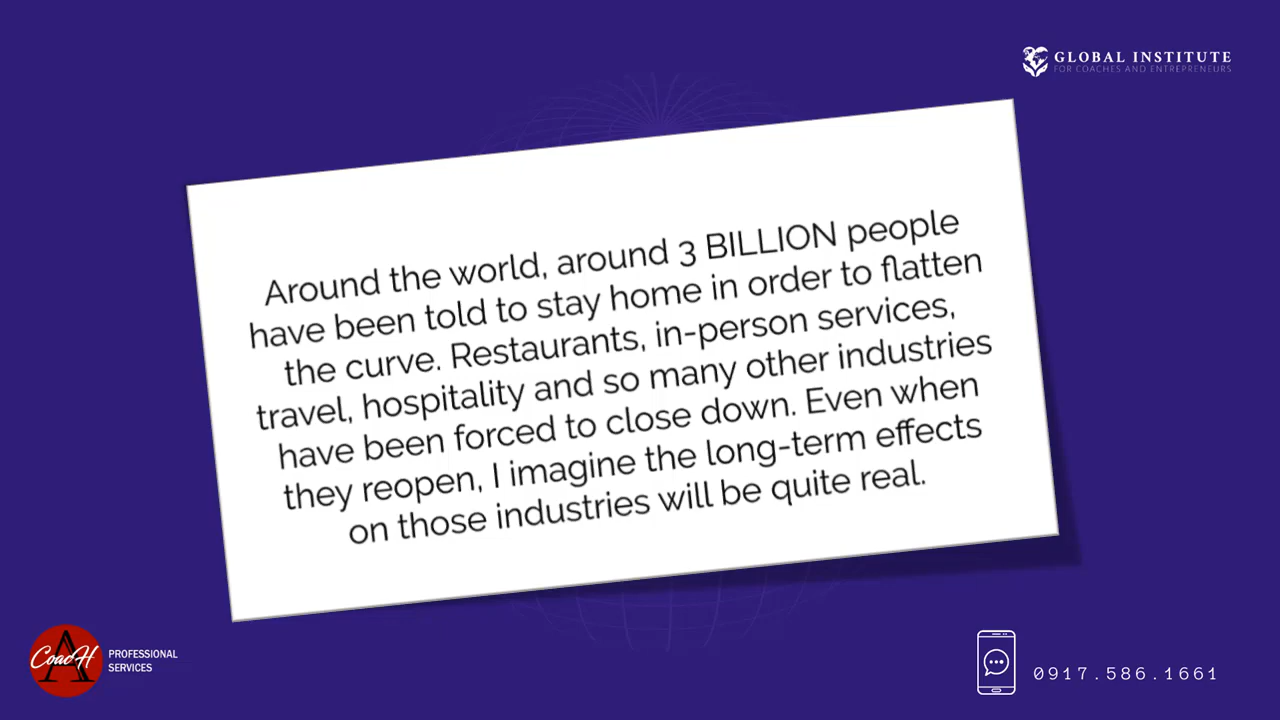 GLOBAL INSTITUTE
FOR COACHES AND ENTREPRENEURS
Around the world, around 3 BILLION people
have been told to stay home in order to flatten
the curve. Restaurants, in-person services,
travel, hospitality and so many other industries
have been forced to close down. Even when
they reopen, I imagine the long-term effects
on those industries will be quite real.
A
CoacH
PROFESSIONAL
SERVICES
0917.586.1661